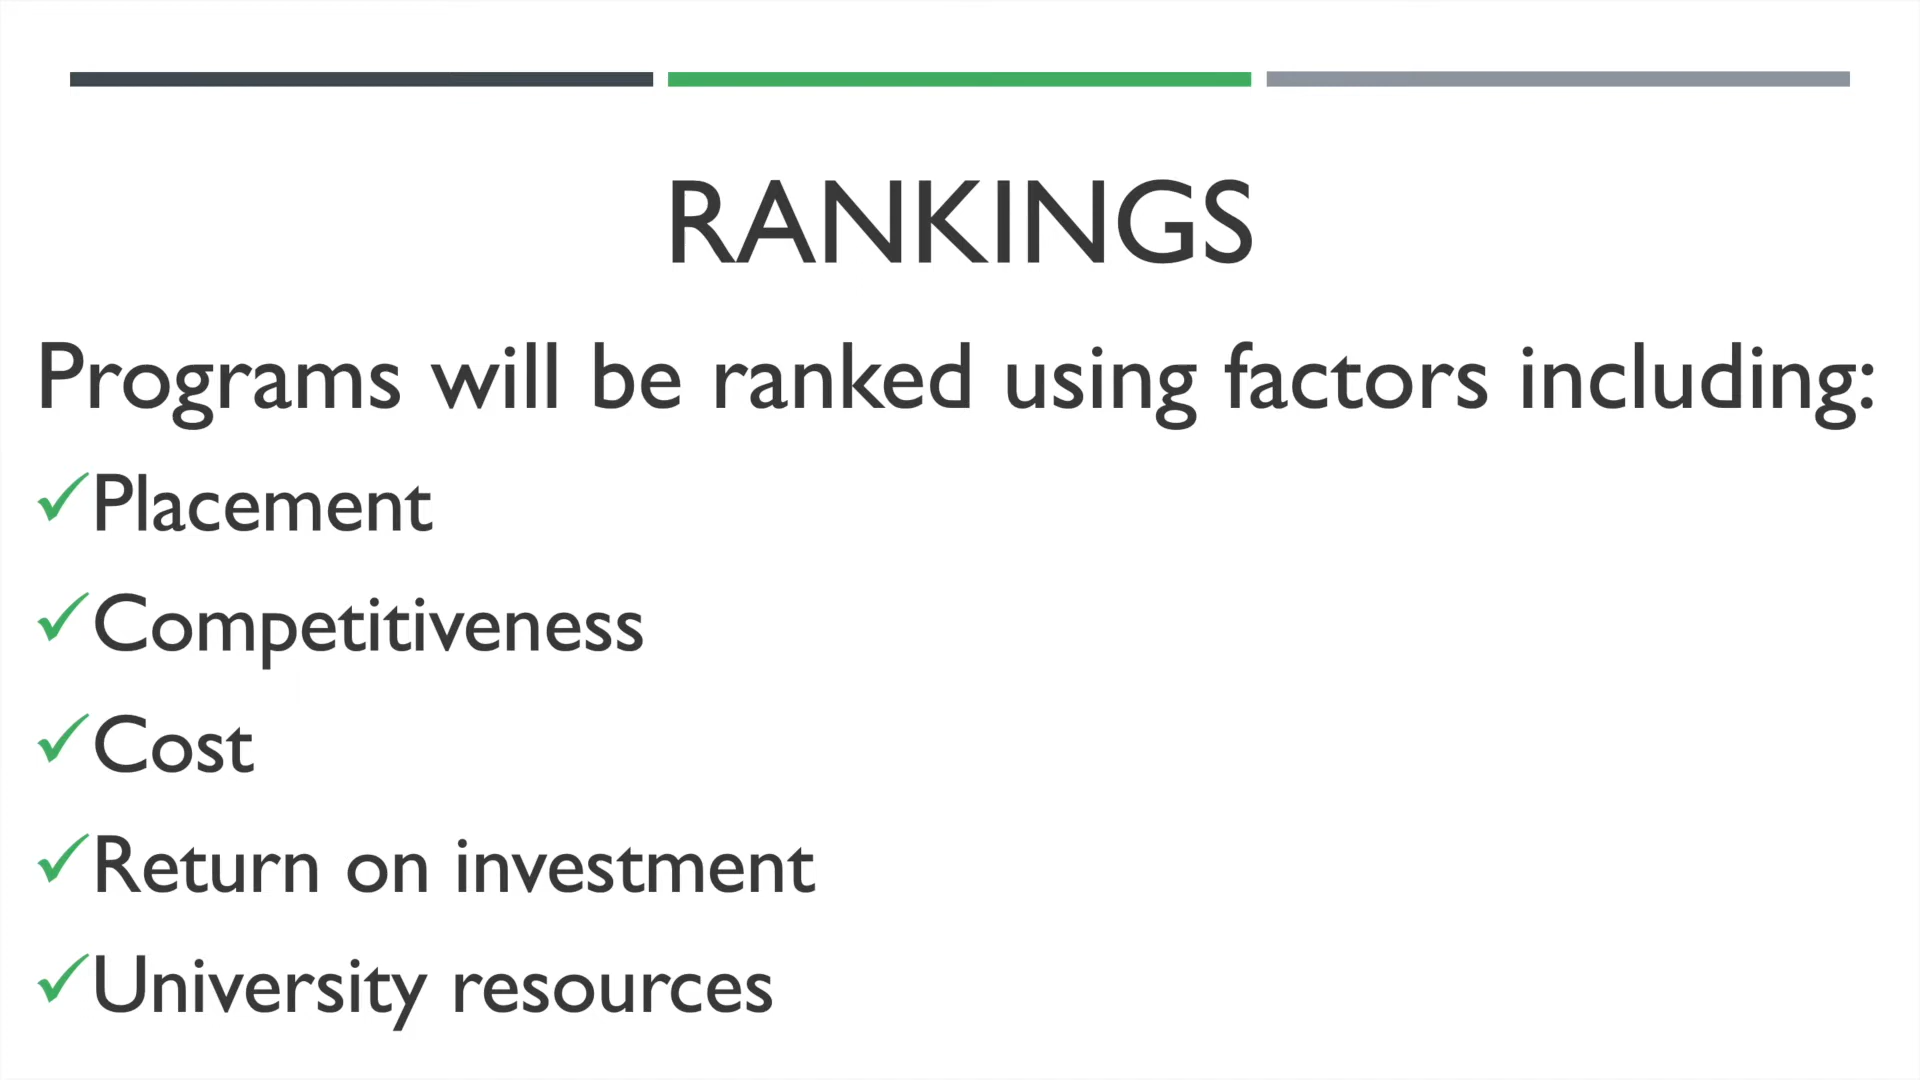 RANKINGS
Programs will be ranked using factors including:
✓Placement
✓Competitiveness
✓Cost
✓Return on investment
✓University resources